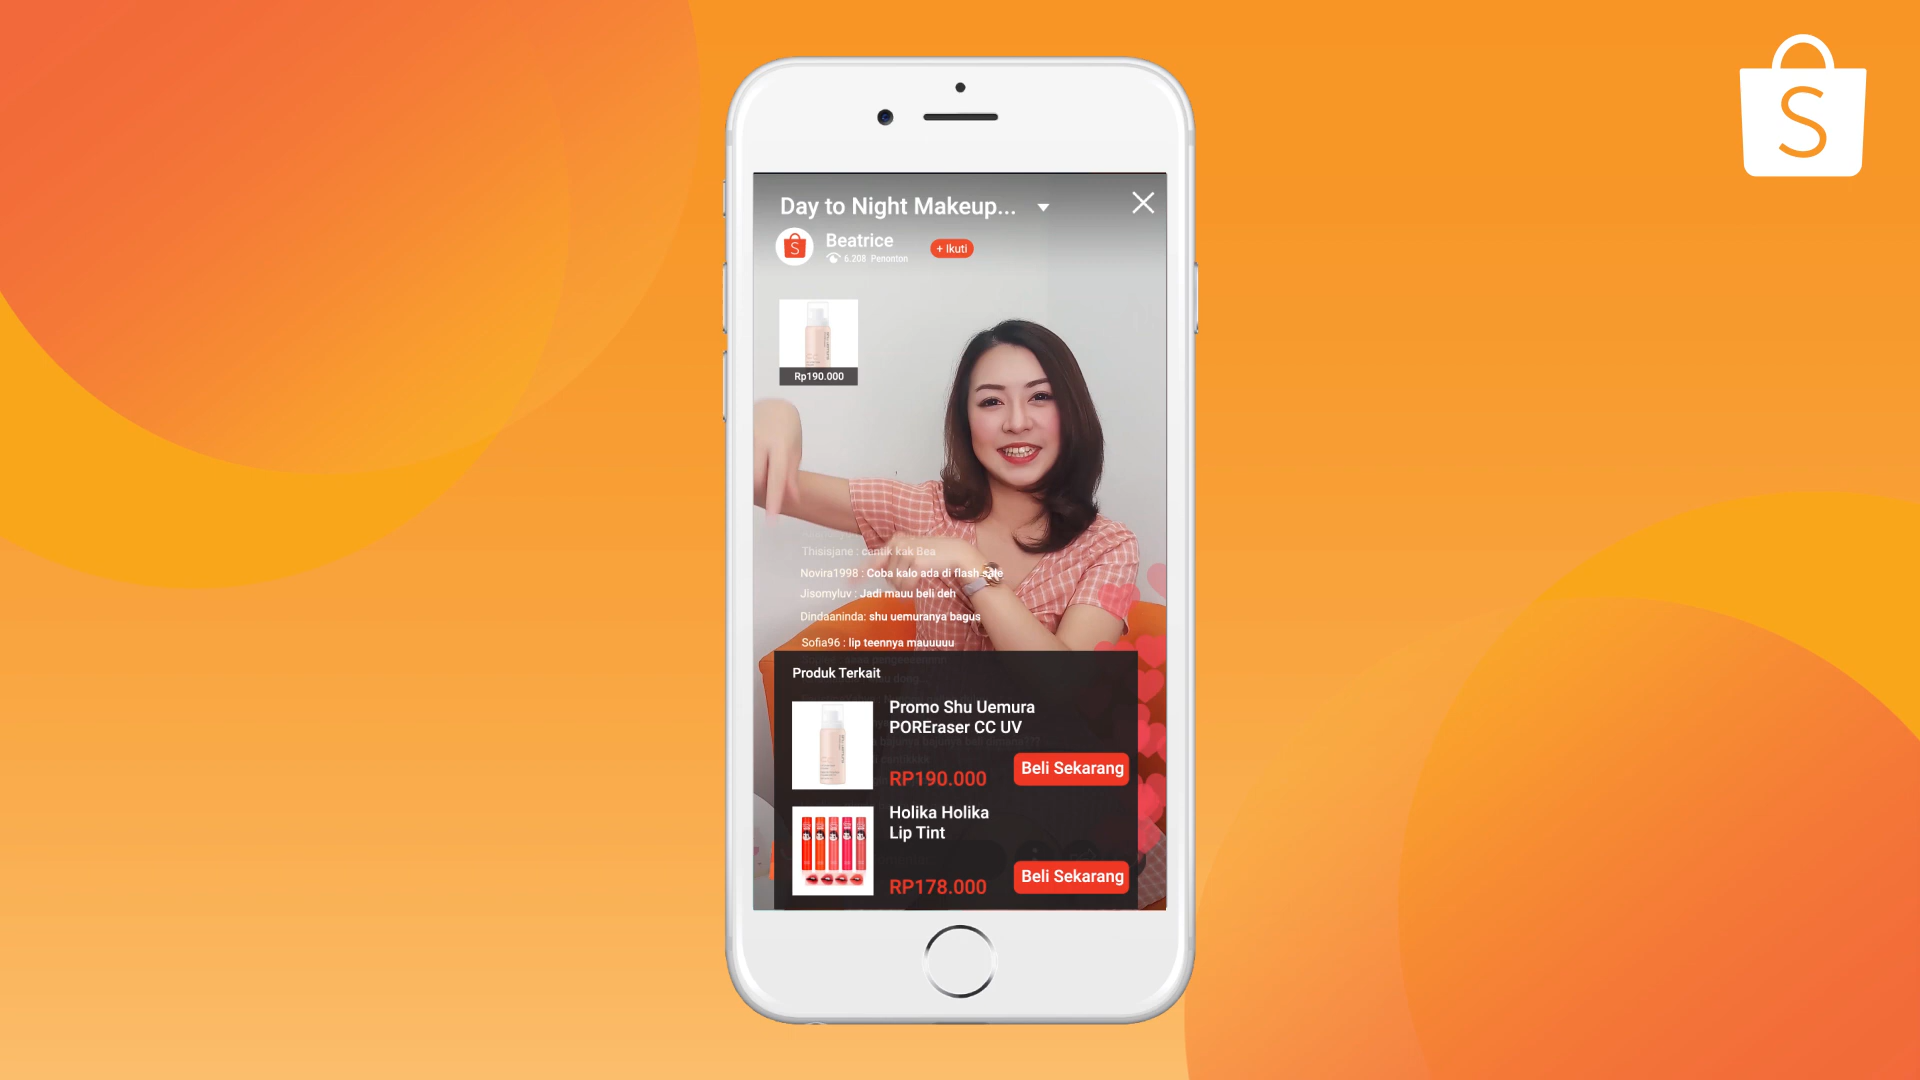 S
Day to Night Makeup...
S
Beatrice
+ Ikuti
6.208 Penonton
Rp190.000
Thisisjane : cantik kak Bea
Novira1998 : Coba kalo ada di flash sale
Jisomyluv : Jadi mauu beli deh
Dindaaninda: shu uemuranya bagus
Sofia96 : lip teennya mauuuuu
Produk Terkait
Promo Shu Uemura
POREraser CC UV
RP190.000
Beli Sekarang
Holika Holika
Lip Tint
RP178.000
Beli Sekarang